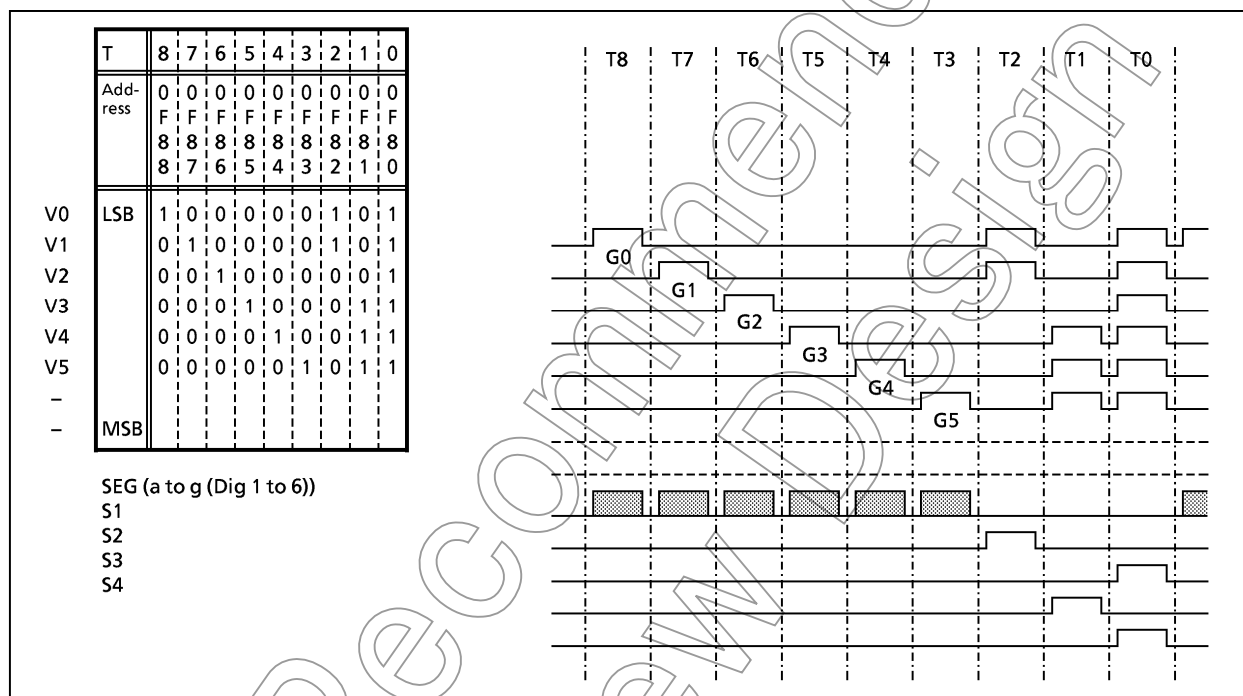 T 8 7 6 5 4 3 2 1 0
Add-
ress
0 0 0 0 0 0 0 0 0
F F F F F F F F F
8 8 8 8 8 8 8 8 8
8 7 6 5 4 3 2 1 0
V0 LSB 1 0 0 0 0 0 1 0 1
V1 0 1 0 0 0 0 1 0 1
V2 0 0 1 0 0 0 0 0 1
V3 0 0 0 1 0 0 0 1 1
V4 0 0 0 0 1 0 0 1 1
V5 0 0 0 0 0 1 0 1 1
–
– MSB
SEG (a to g (Dig 1 to 6))
S1
S2
S3
S4
T8 T7 T6 T5 T4 T3 T2 T1 T0
G0
G1
G2
G3
G4
G5